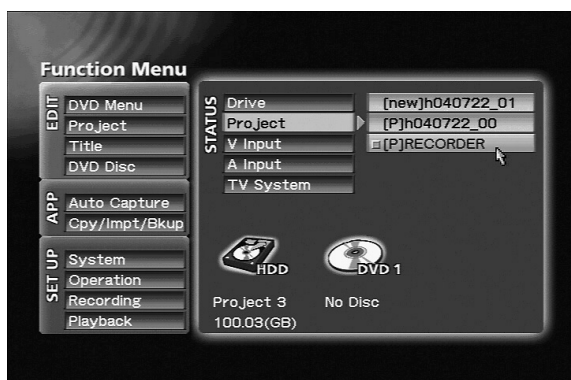 Function Menu
EDIT
DVD Menu
Project
Title
DVD Disc
APP
Auto Capture
Cpy/Impt/Bkup
SET UP
System
Operation
Recording
Playback
STATUS
Drive
Project
V Input
A Input
TV System
[new]h040722_01
[P]h040722_00
[P]RECORDER
HDD
DVD 1
Project 3
No Disc
100.03(GB)